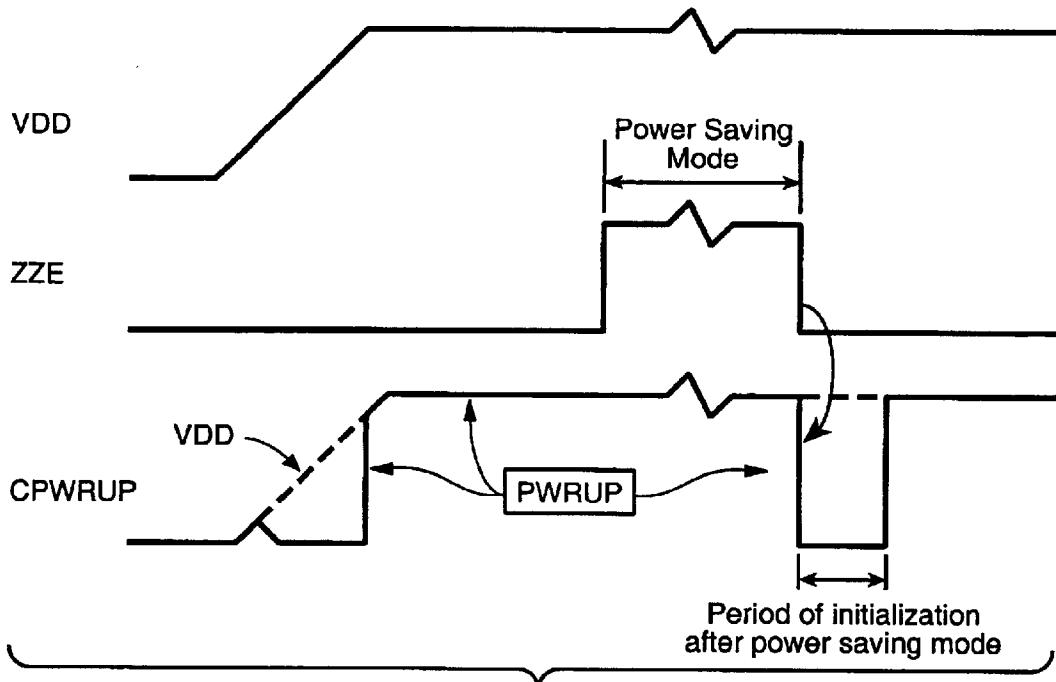 VDD
Power Saving
Mode
ZZE
VDD
CPWRUP
PWRUP
Period of initialization
after power saving mode